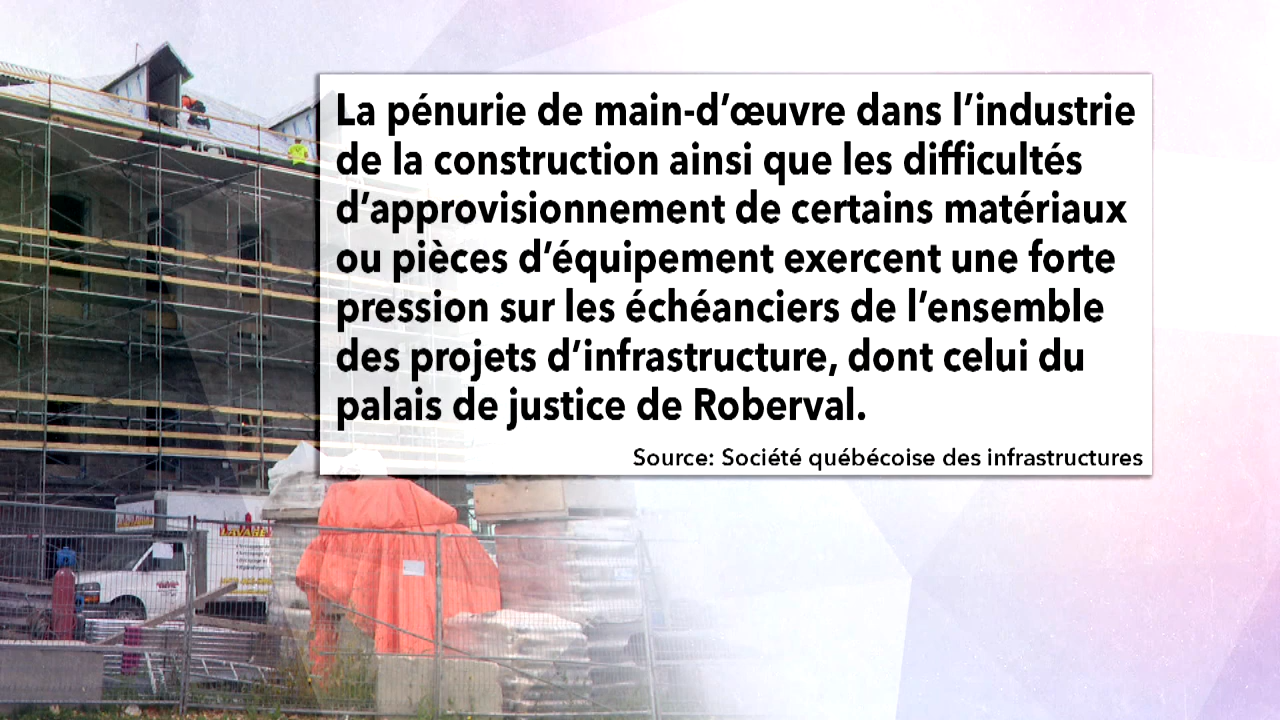 La pénurie de main-d’œuvre dans l’industrie
de la construction ainsi que les difficultés
d’approvisionnement de certains matériaux
ou pièces d’équipement exercent une forte
pression sur les échéanciers de l’ensemble
des projets d’infrastructure, dont celui du
palais de justice de Roberval.
Source: Société québécoise des infrastructures